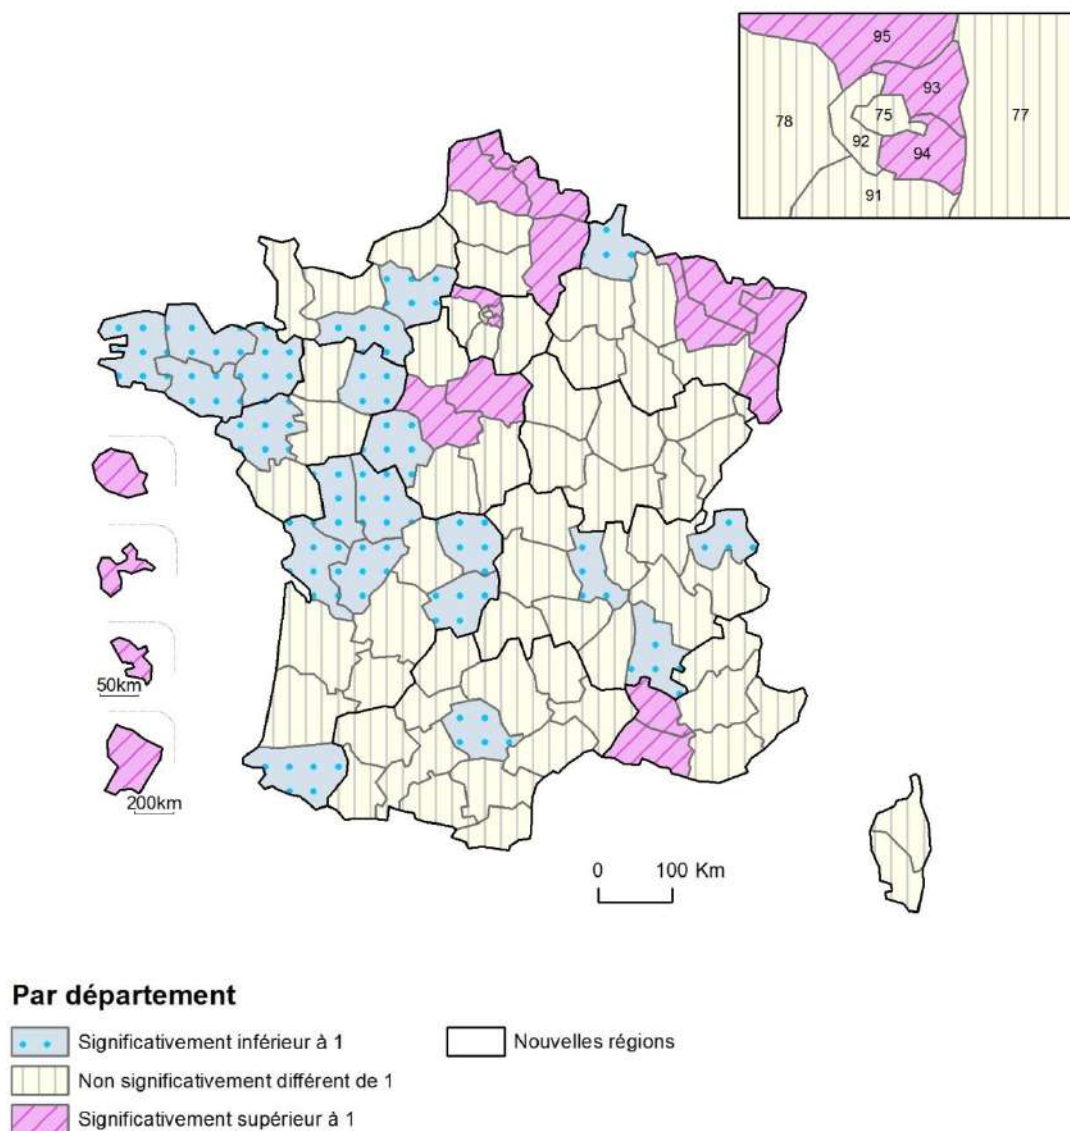 95
93
78
75
77
92
94
91
50km
200km
0 100 Km
Par département
Significativement inférieur à 1
Nouvelles régions
Non significativement différent de 1
Significativement supérieur à 1